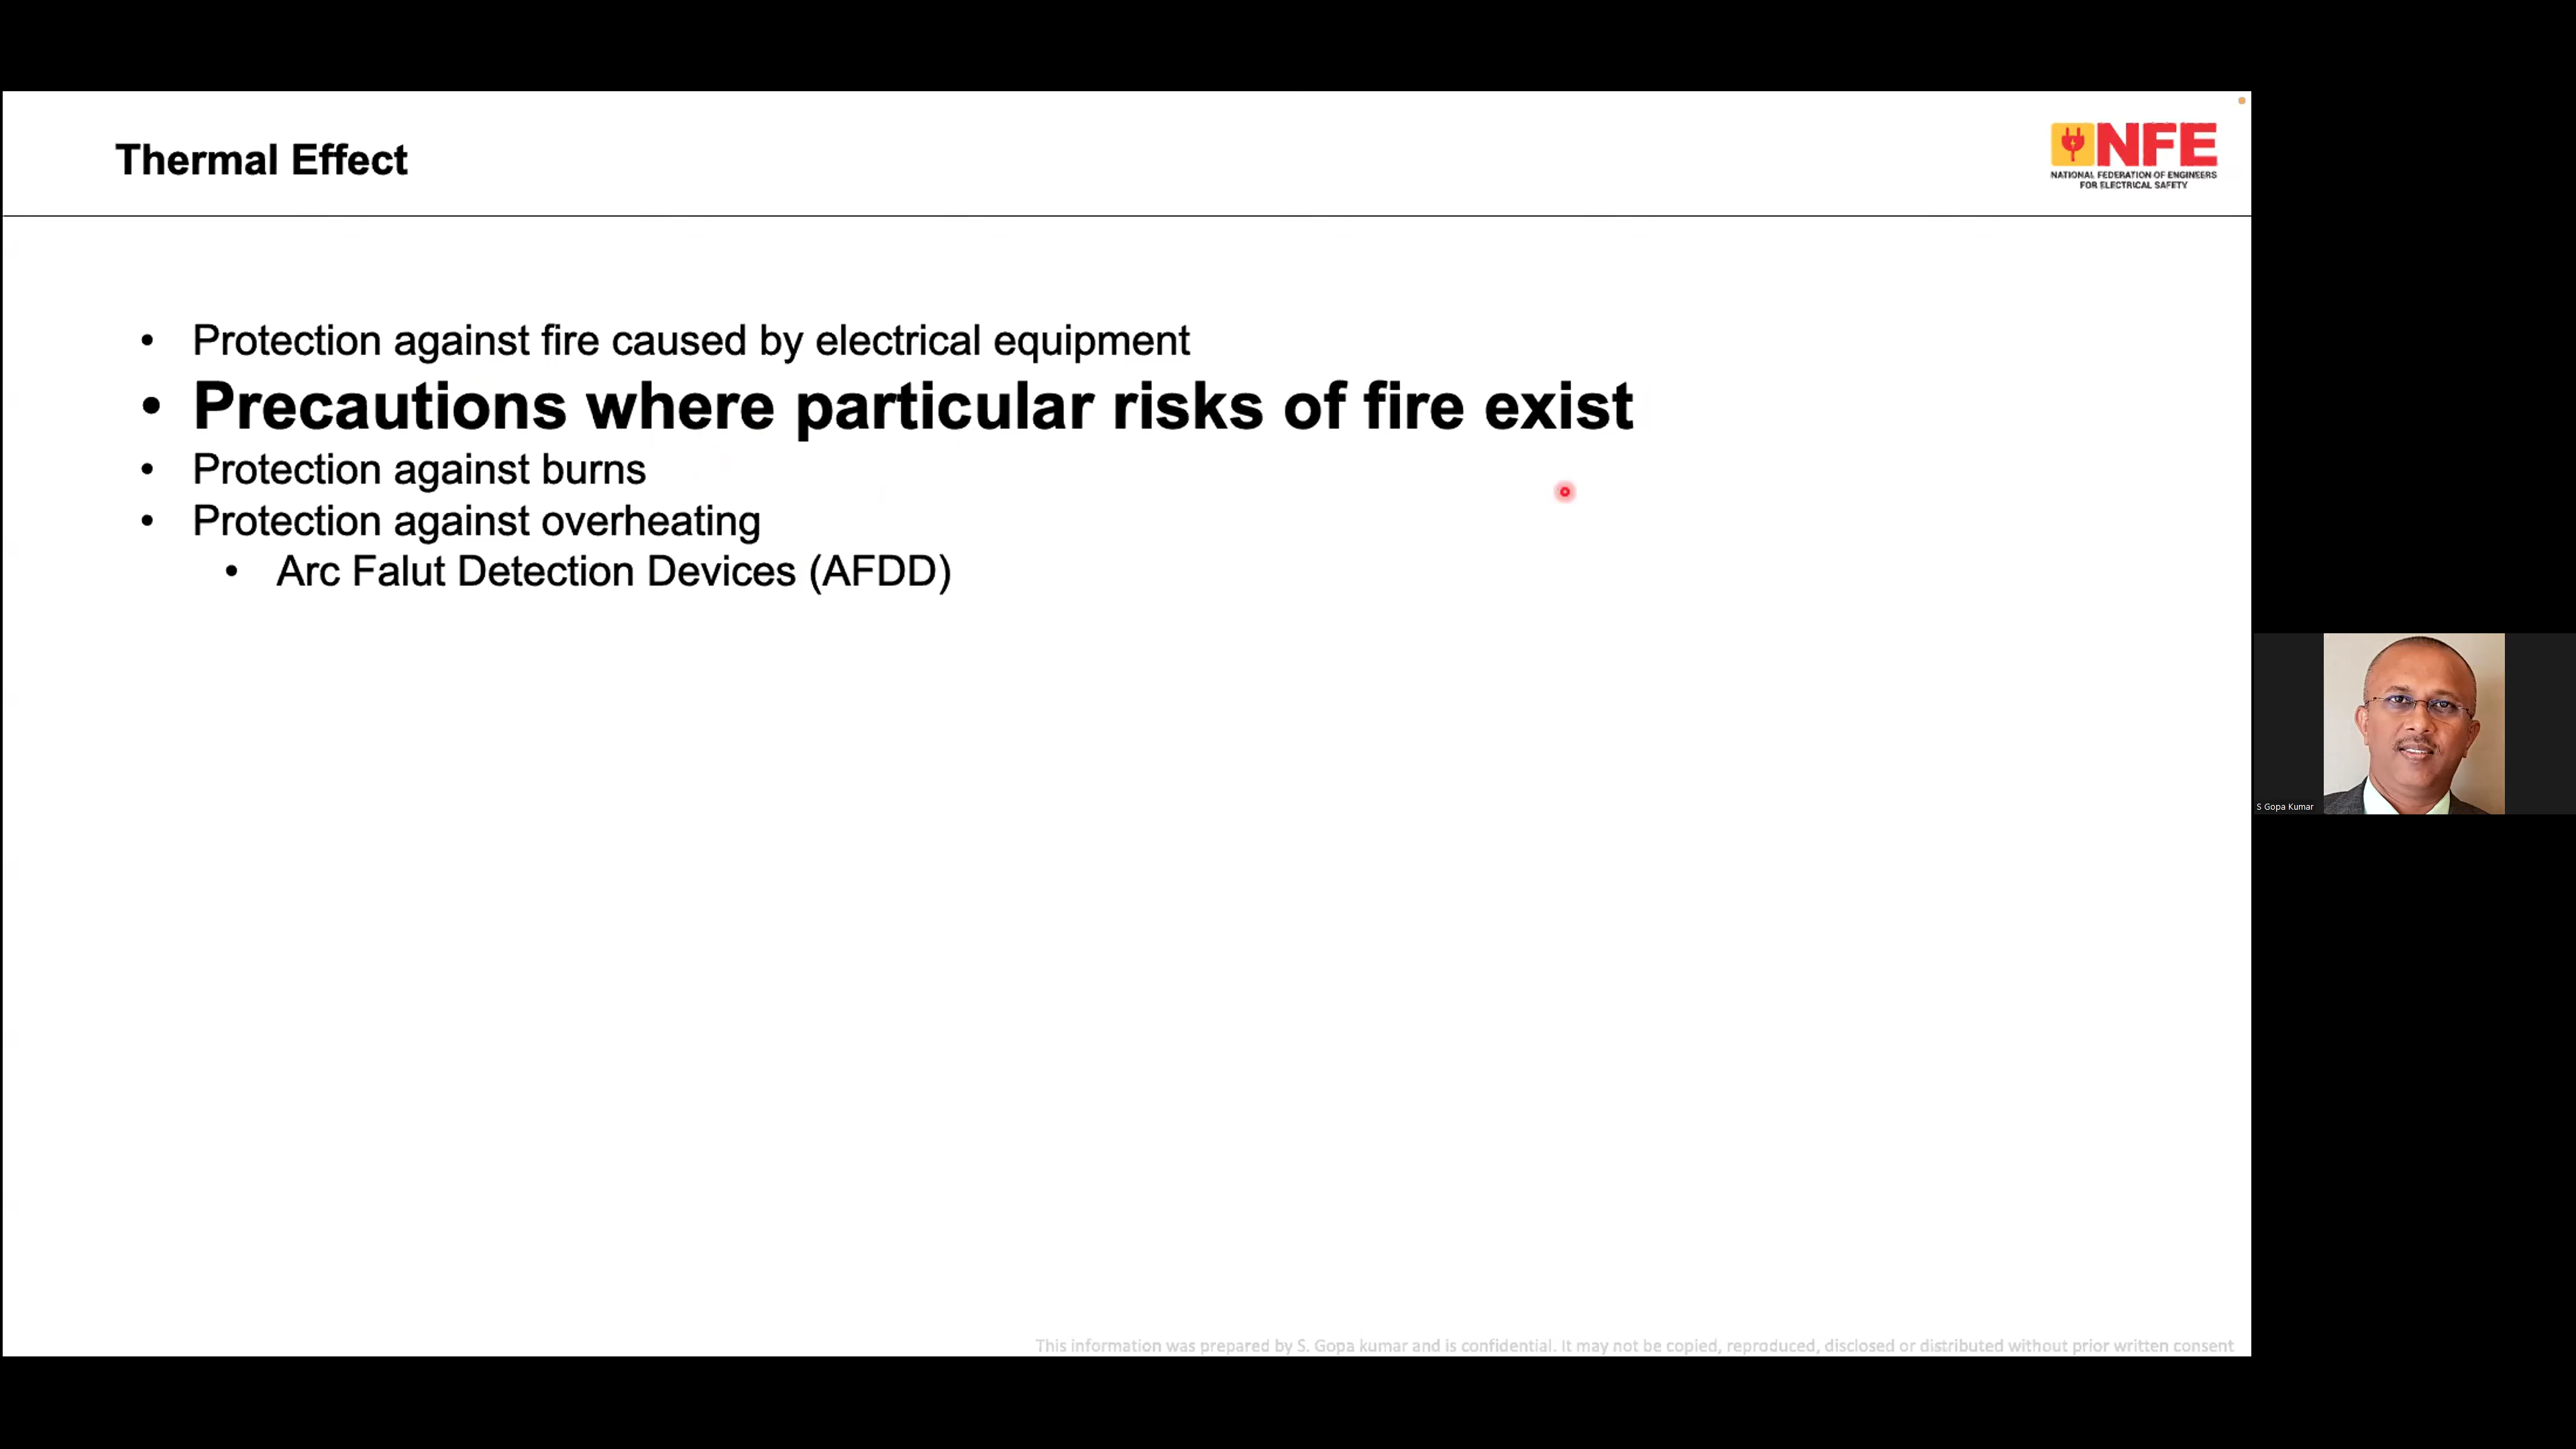 Thermal Effect
NFE
NATIONAL FEDERATION OF ENGINEERS
FOR ELECTRICAL SAFETY
• Protection against fire caused by electrical equipment
• Precautions where particular risks of fire exist
• Protection against burns
• Protection against overheating
• Arc Falut Detection Devices (AFDD)
S Gopa Kumar
This information was prepared by S. Gopa kumar and is confidential. It may not be copied, reproduced, disclosed or distributed without prior written consent